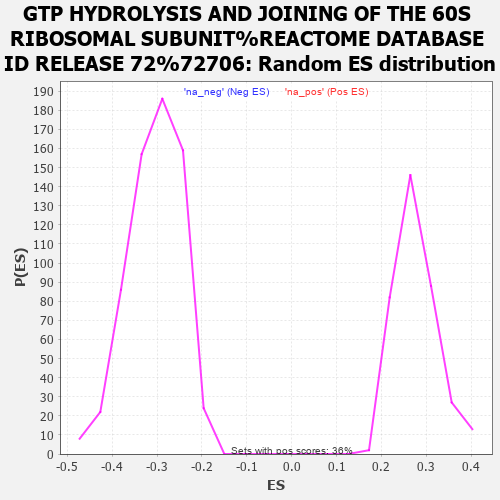 GTP HYDROLYSIS AND JOINING OF THE 60S
RIBOSOMAL SUBUNIT%REACTOME DATABASE
ID RELEASE 72%72706: Random ES distribution
'na_neg' (Neg ES) 'na_pos' (Pos ES)
190
180
170
160
150
140
130
120
110
100
90
80
70
60
50
40
30
20
10
0
P(ES)
Sets with pos scores: 36%
-0.5 -0.4 -0.3 -0.2 -0.1 0.0 0.1 0.2 0.3 0.4
ES